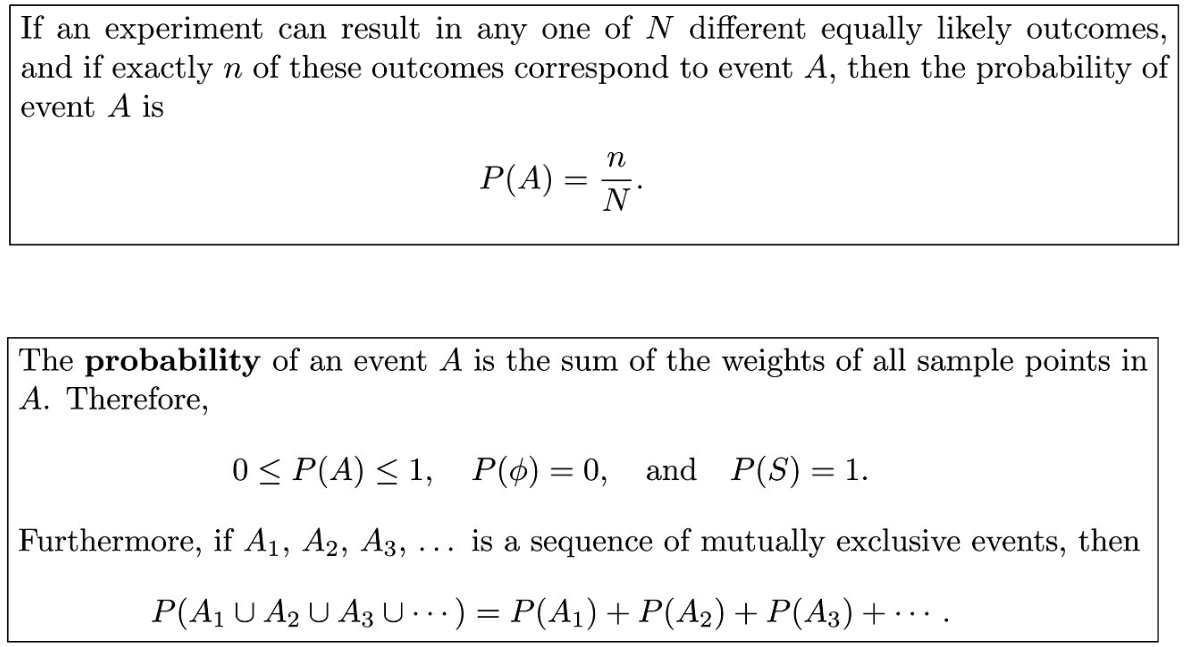 If an experiment can result in any one of N different equally likely outcomes,
and if exactly n of these outcomes correspond to event A, then the probability of
event A is
P(A) = n/N.
The probability of an event A is the sum of the weights of all sample points in
A. Therefore,
0 ≤ P(A) ≤ 1, P(ϕ) = 0, and P(S) = 1.
Furthermore, if A₁, A₂, A₃, ... is a sequence of mutually exclusive events, then
P(A₁ ∪ A₂ ∪ A₃ ∪ ···) = P(A₁) + P(A₂) + P(A₃) + ··· .